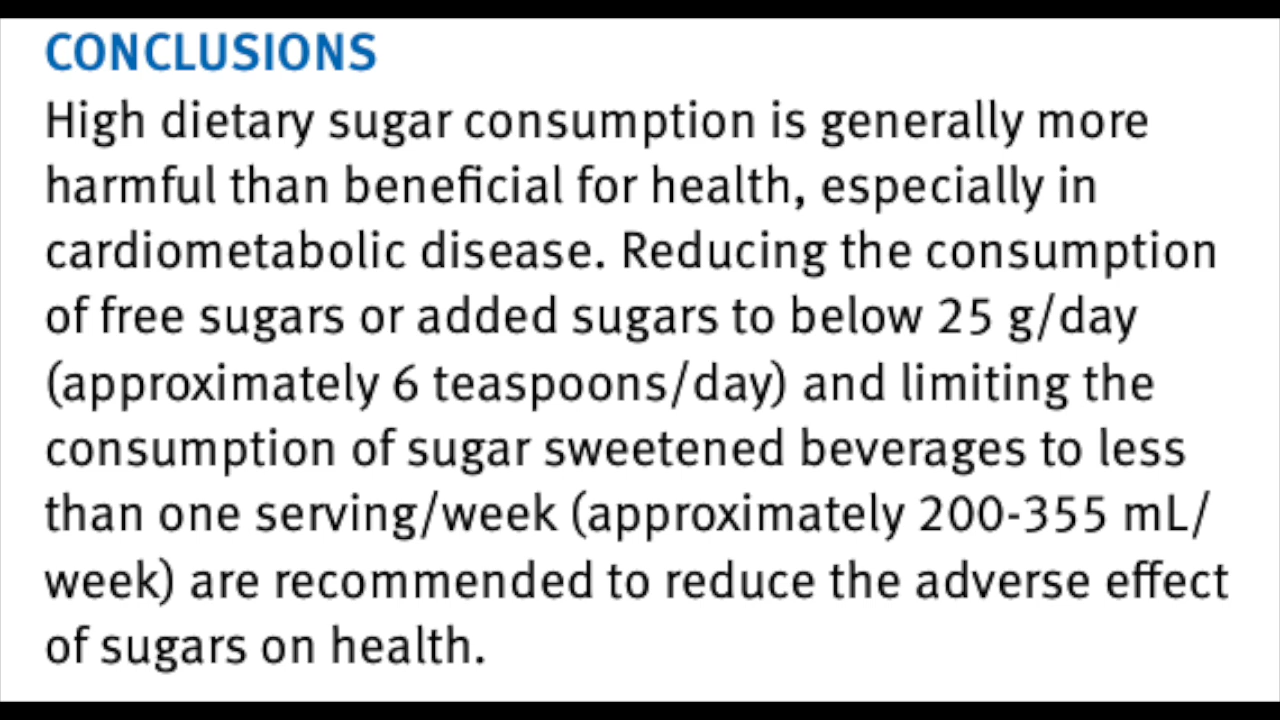 CONCLUSIONS
High dietary sugar consumption is generally more
harmful than beneficial for health, especially in
cardiometabolic disease. Reducing the consumption
of free sugars or added sugars to below 25 g/day
(approximately 6 teaspoons/day) and limiting the
consumption of sugar sweetened beverages to less
than one serving/week (approximately 200-355 mL/
week) are recommended to reduce the adverse effect
of sugars on health.